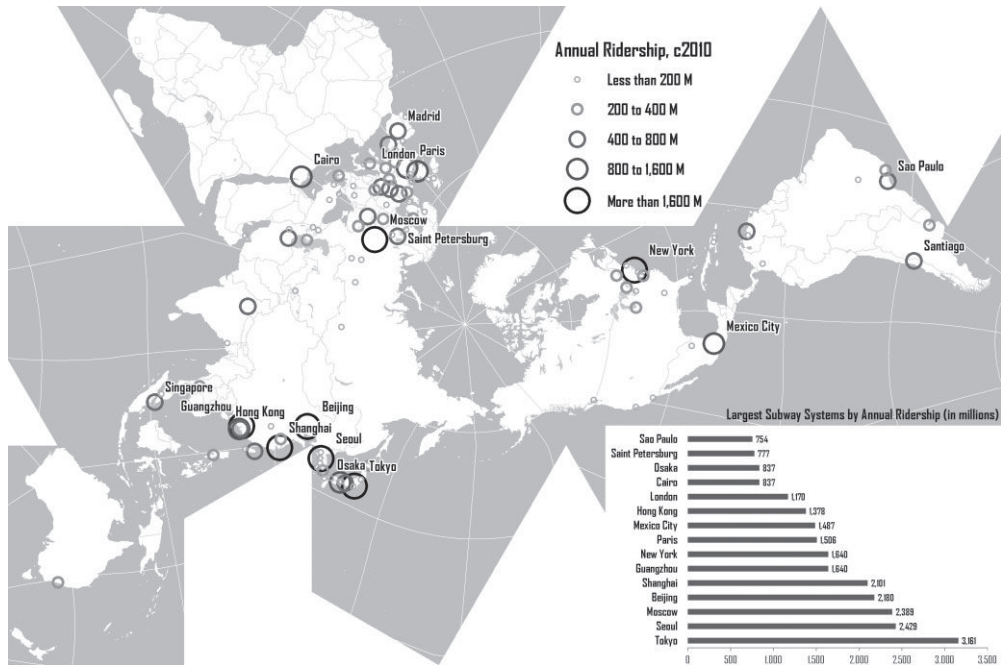 Annual Ridership, c2010
Less than 200 M
200 to 400 M
400 to 800 M
800 to 1,600 M
More than 1,600 M
Madrid
London Paris
Cairo
Moscow
Saint Petersburg
Sao Paulo
Santiago
New York
Mexico City
Singapore
Guangzhou
Hong Kong
Beijing
Shanghai
Seoul
Osaka Tokyo
Largest Subway Systems by Annual Ridership (in millions)
Sao Paulo 754
Saint Petersburg 777
Osaka 837
Cairo 837
London 1,170
Hong Kong 1,378
Mexico City 1,487
Paris 1,506
New York 1,640
Guangzhou 1,640
Shanghai 2,101
Beijing 2,180
Moscow 2,389
Seoul 2,429
Tokyo 3,161
0 500 1,000 1,500 2,000 2,500 3,000 3,500